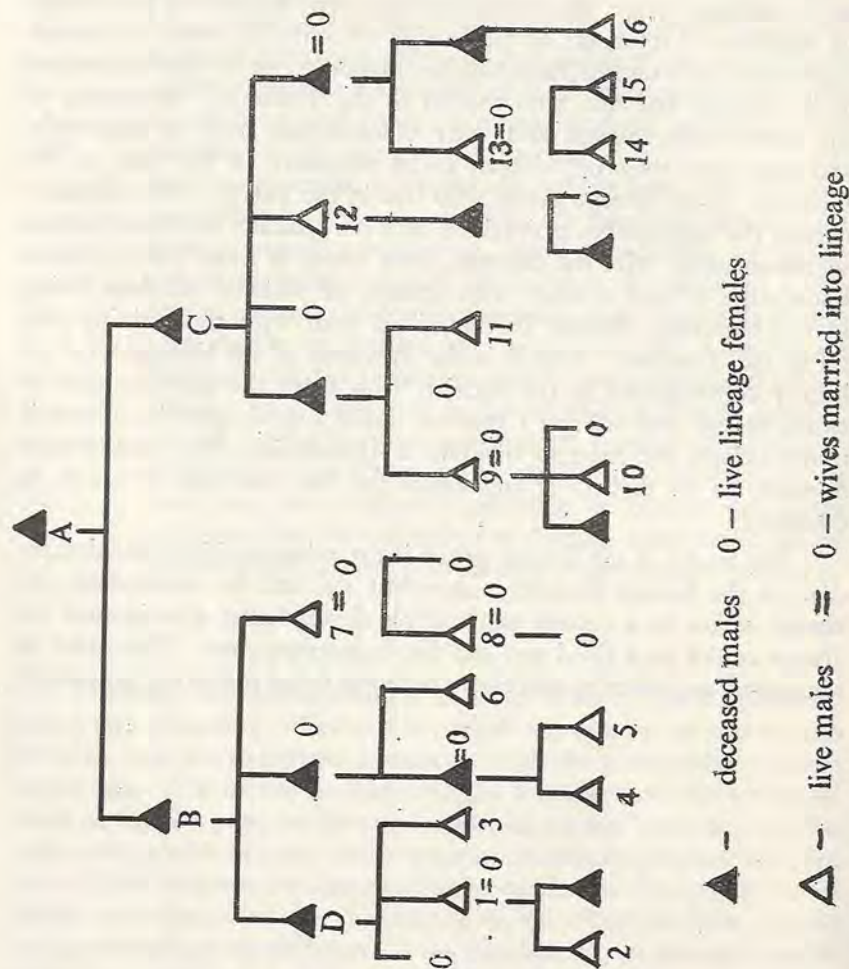 A
B C
D 0 7 = 0 0 12 = 0
0 1=0 3 =0 6 8=0 0 9=0 0 11 13=0
2 4 5 0 10 0 0 14 15 16
– deceased males 0 – live lineage females
– live males = 0 – wives married into lineage